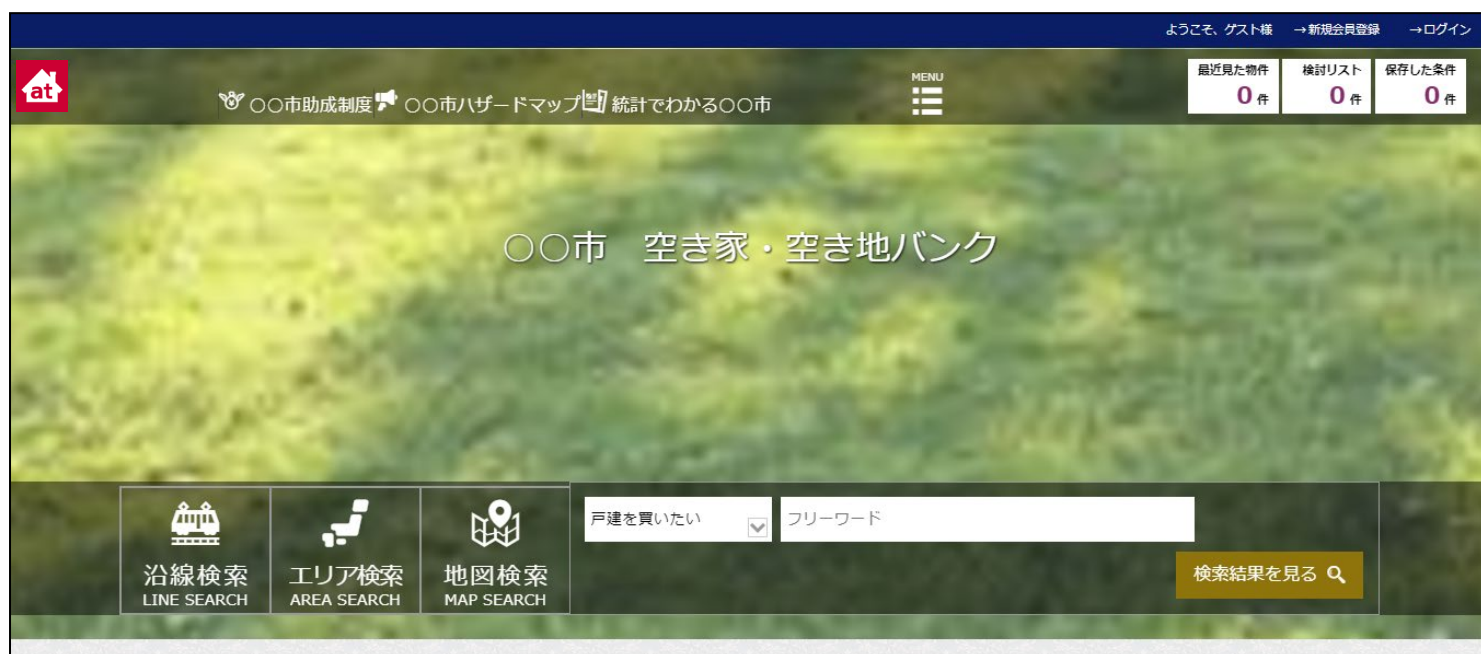 ようこそ、ゲスト様 →新規会員登録 →ログイン
at
○○市助成制度 ○○市ハザードマップ 統計でわかる○○市
MENU
最近見た物件 検討リスト 保存した条件
0 件 0 件 0 件
○○市 空き家・空き地バンク
戸建を買いたい フリーワード
沿線検索 エリア検索 地図検索
LINE SEARCH AREA SEARCH MAP SEARCH
検索結果を見る